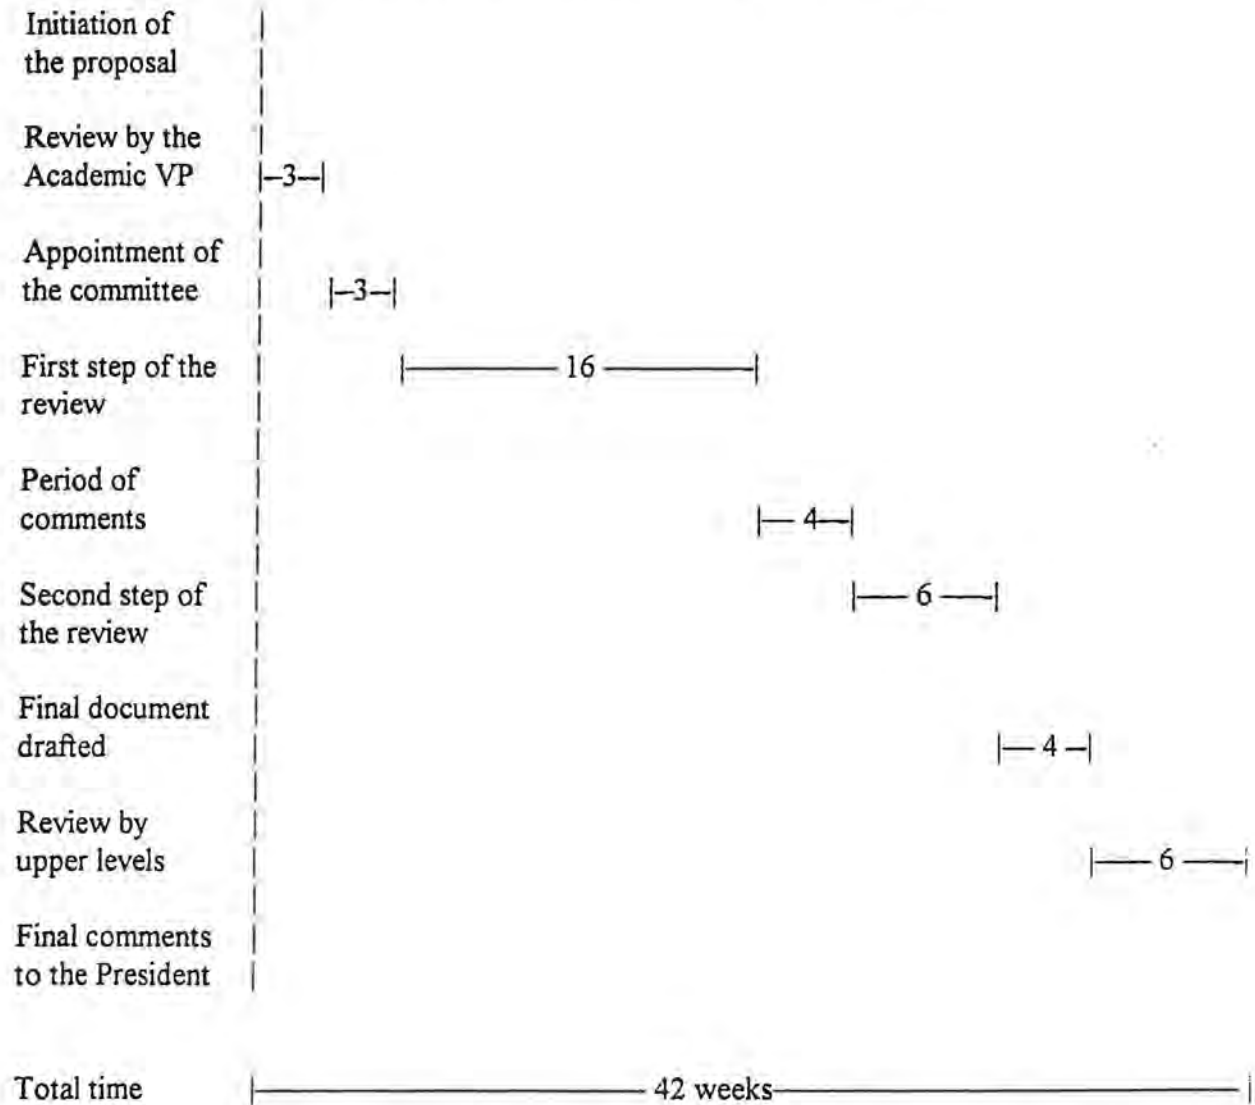 Initiation of
the proposal
Review by the
Academic VP |–3–|
Appointment of
the committee |–3–|
First step of the |——— 16 ———|
review
Period of
comments |— 4—|
Second step of |—— 6 ——|
the review
Final document
drafted |— 4 –|
Review by
upper levels |—— 6 ——|
Final comments
to the President
Total time |——— 42 weeks———|